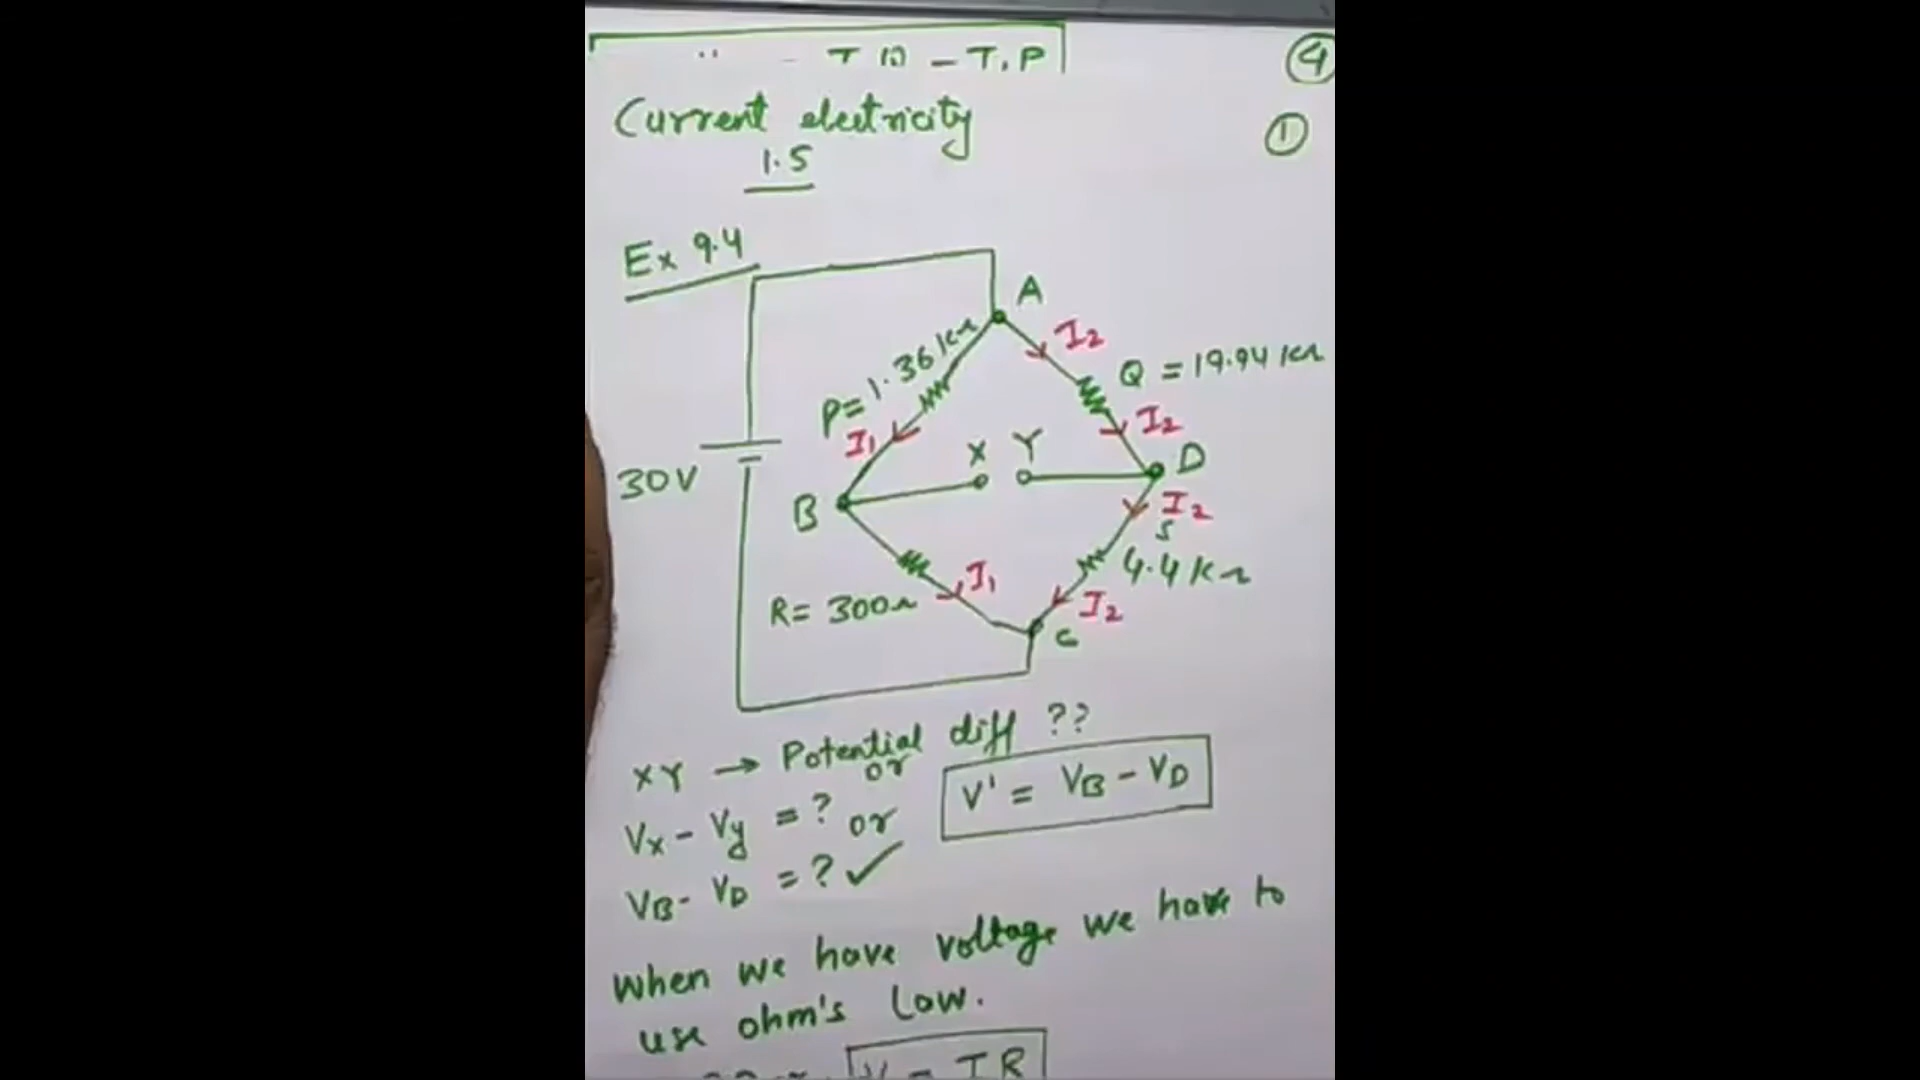 - T.P
4
Current electricity
1
1.5
Ex 9.4
A
I₂
P= 1.36 KΩ
Q = 19.94 KΩ
I₁
I₂
X Y
D
30V
B
I₂
S
4.4 KΩ
I₁
R= 300Ω
I₂
C
XY → Potential diff ??
or
V' = VB - VD
Vx - Vy = ? or
VB - VD = ? ✓
When we have voltage we have to
use ohm's law.
= IR